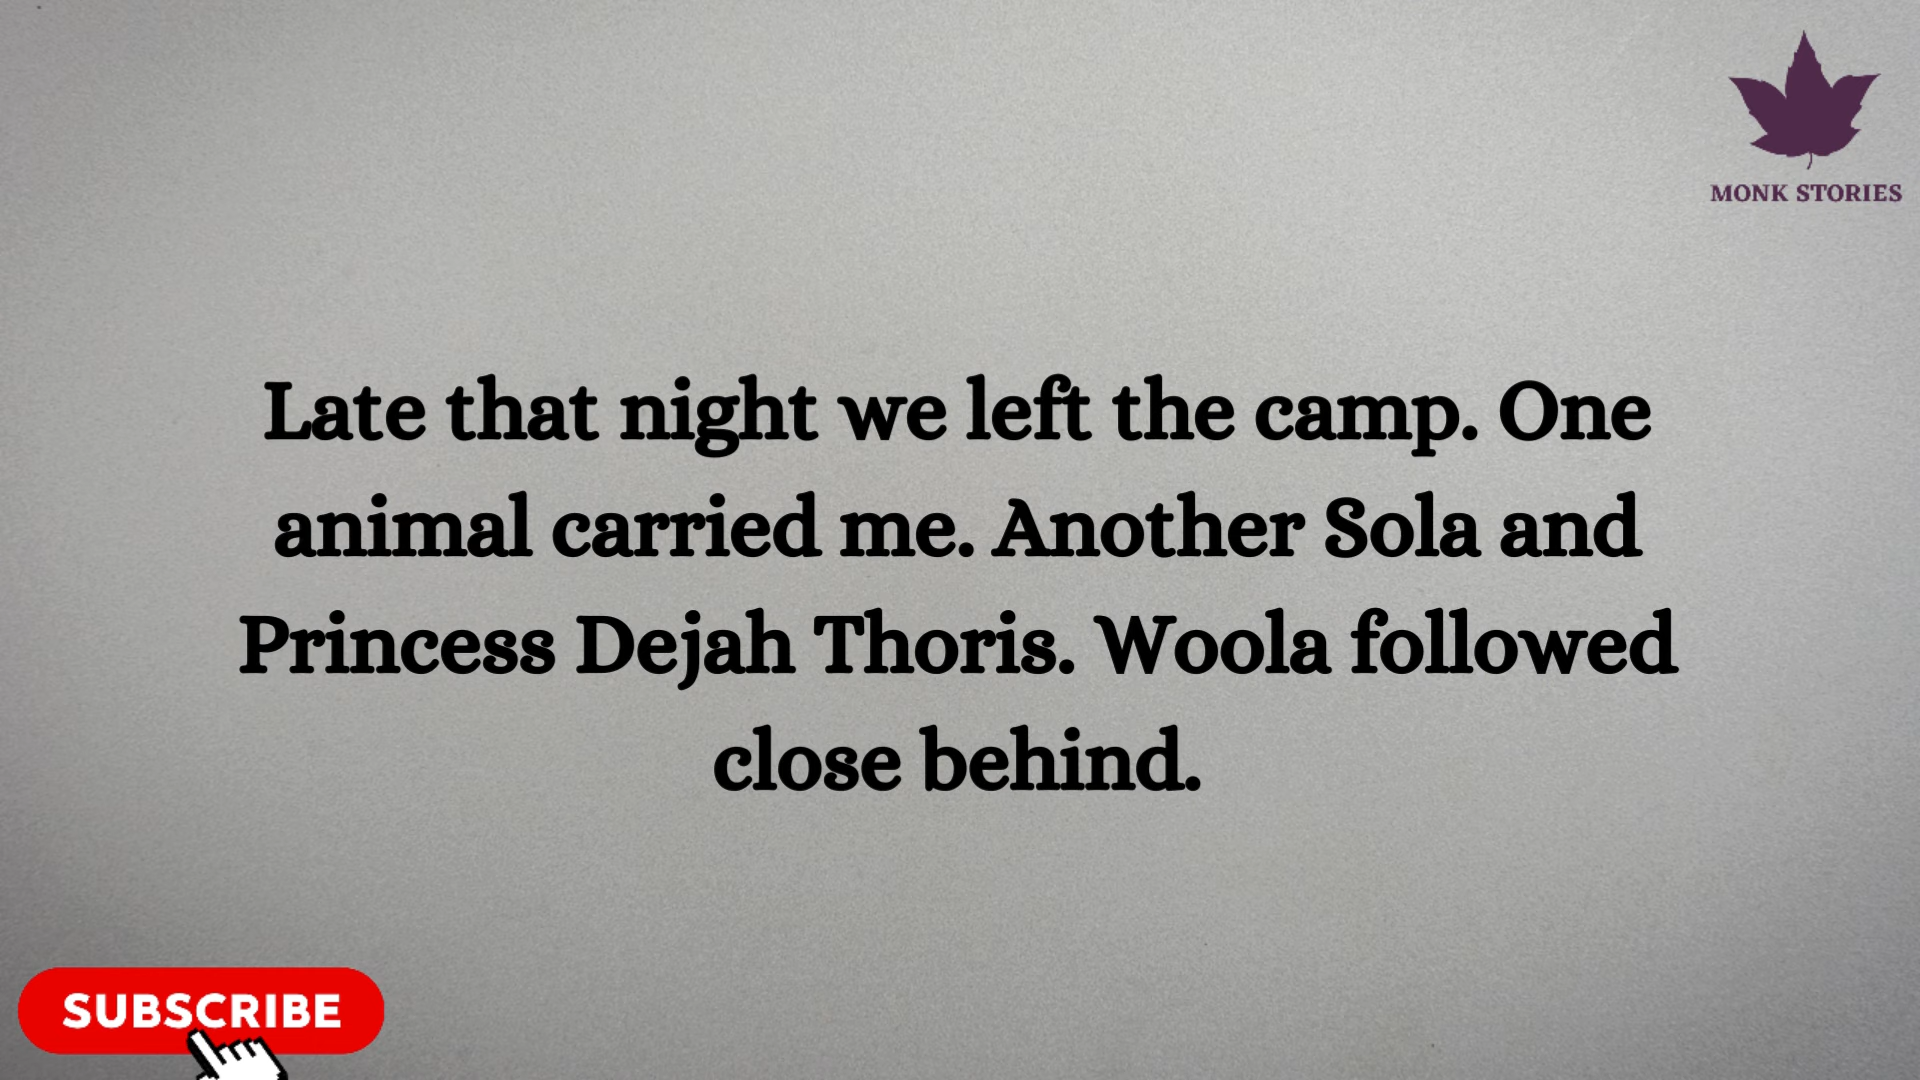 MONK STORIES
Late that night we left the camp. One
animal carried me. Another Sola and
Princess Dejah Thoris. Woola followed
close behind.
SUBSCRIBE